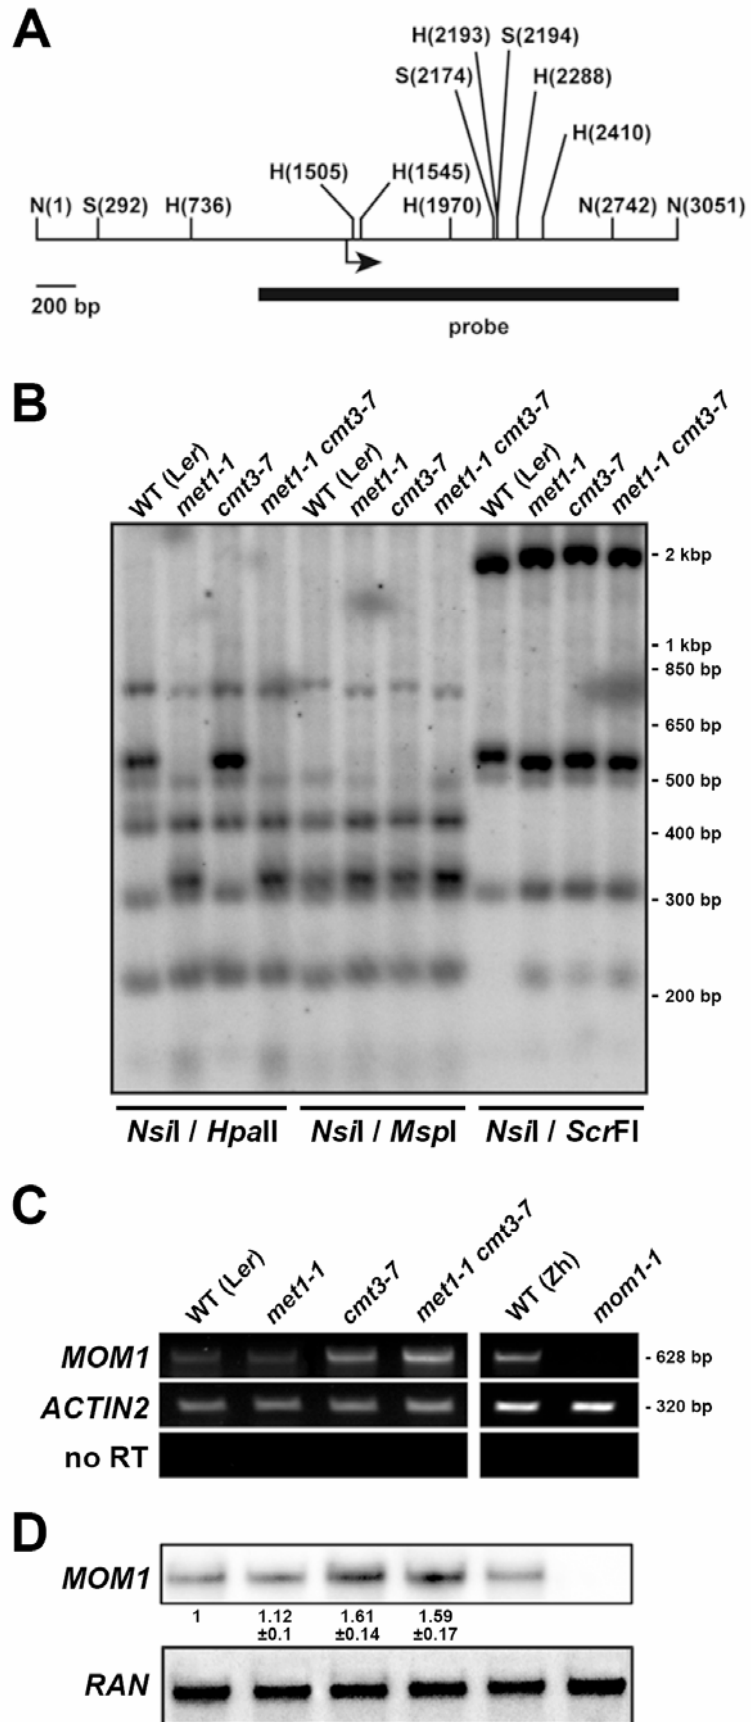 A
H(2193) S(2194)
S(2174) H(2288)
H(2410)
H(1505) H(1545)
N(1) S(292) H(736) H(1970) N(2742) N(3051)
200 bp
probe
B
WT (Ler) met1-1 cmt3-7 met1-1 cmt3-7 WT (Ler) met1-1 cmt3-7 met1-1 cmt3-7 WT (Ler) met1-1 cmt3-7 met1-1 cmt3-7
- 2 kbp
- 1 kbp
- 850 bp
- 650 bp
- 500 bp
- 400 bp
- 300 bp
- 200 bp
NsiI / HpaII NsiI / MspI NsiI / ScrFI
C
WT (Ler) met1-1 cmt3-7 met1-1 cmt3-7 WT (Zh) mom1-1
MOM1 - 628 bp
ACTIN2 - 320 bp
no RT
D
MOM1
1 1.12 1.61 1.59
±0.1 ±0.14 ±0.17
RAN